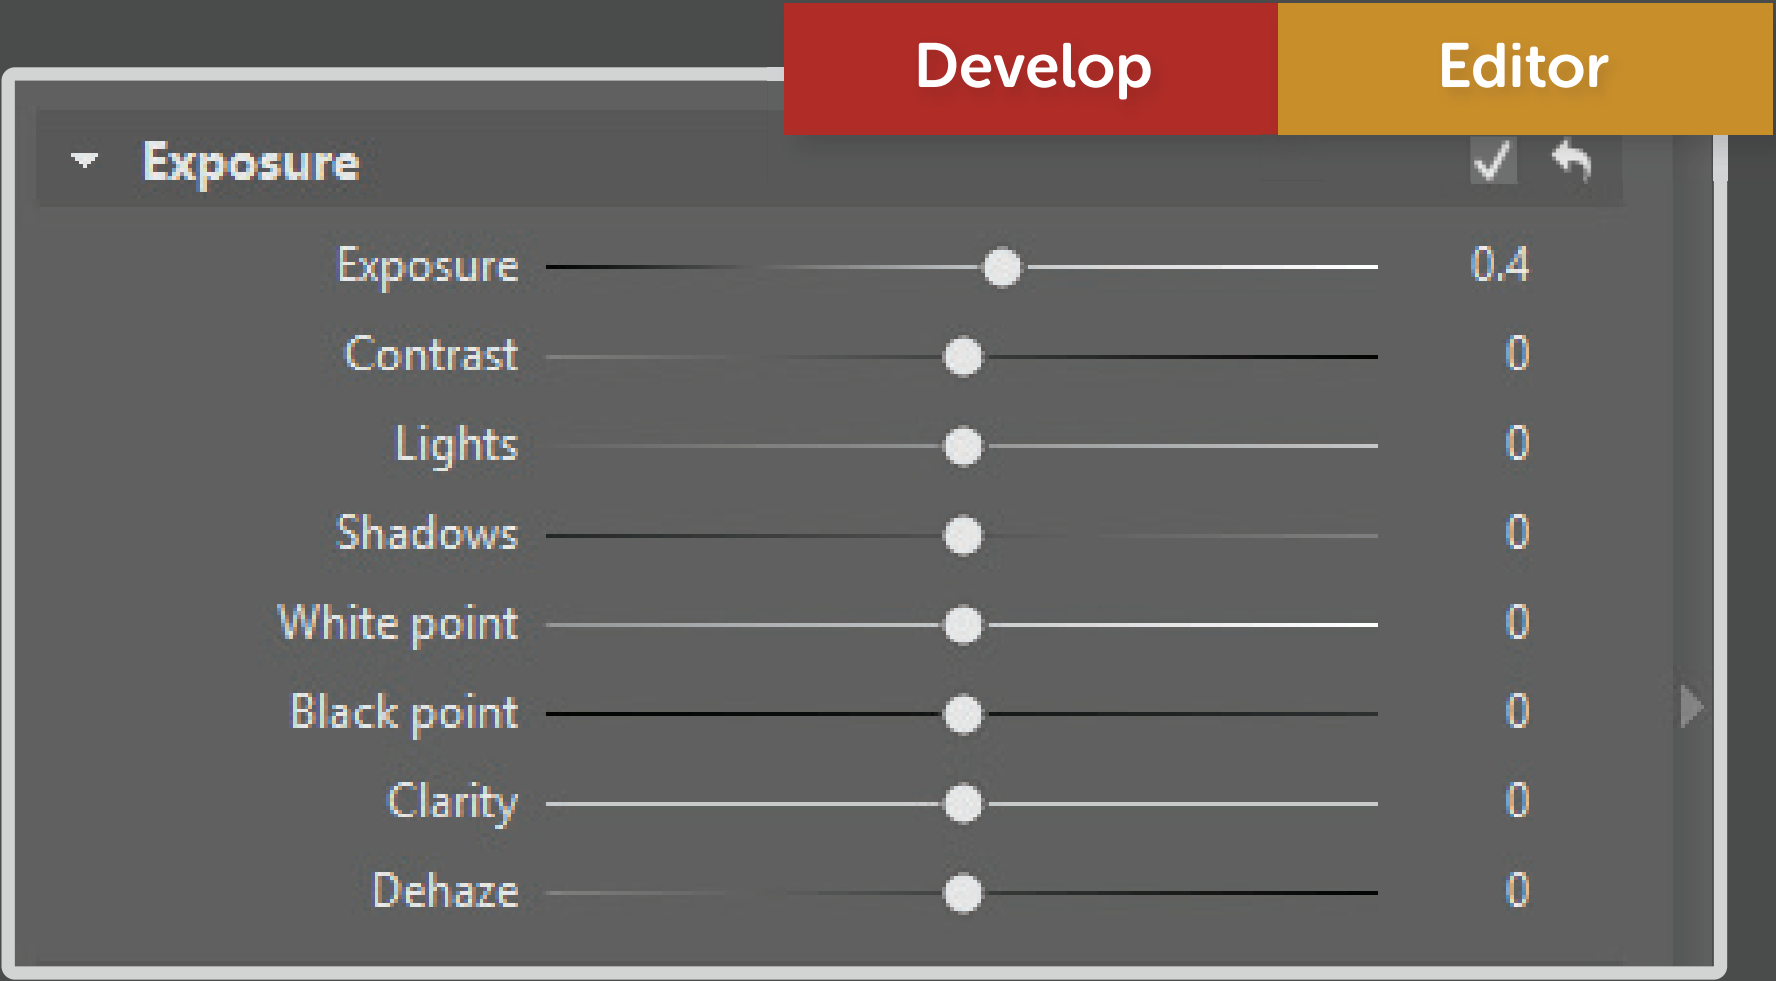 Develop Editor
Exposure
Exposure 0.4
Contrast 0
Lights 0
Shadows 0
White point 0
Black point 0
Clarity 0
Dehaze 0